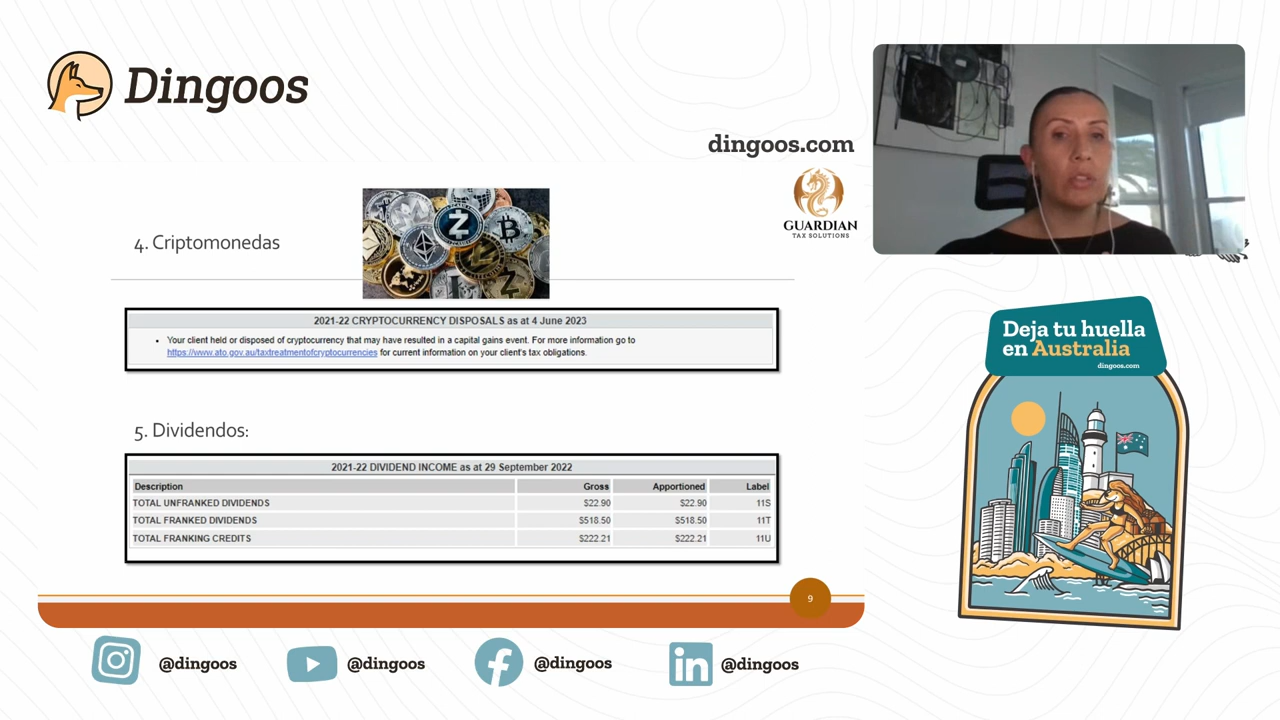 Dingoos
dingoos.com
GUARDIAN
TAX SOLUTIONS
4. Criptomonedas
2021-22 CRYPTOCURRENCY DISPOSALS as at 4 June 2023
• Your client held or disposed of cryptocurrency that may have resulted in a capital gains event. For more information go to
https://www.ato.gov.au/taxtreatmentofcryptocurrencies for current information on your client's tax obligations.
5. Dividendos:
2021-22 DIVIDEND INCOME as at 29 September 2022
Description Gross Apportioned Label
TOTAL UNFRANKED DIVIDENDS $22.90 $22.90 11S
TOTAL FRANKED DIVIDENDS $518.50 $518.50 11T
TOTAL FRANKING CREDITS $222.21 $222.21 11U
9
Deja tu huella
en Australia
dingoos.com
@dingoos
@dingoos
@dingoos
@dingoos